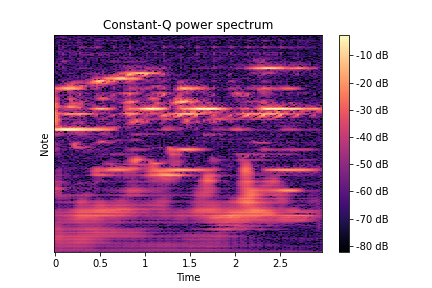 Constant-Q power spectrum
Note
-10 dB
-20 dB
-30 dB
-40 dB
-50 dB
-60 dB
-70 dB
-80 dB
0 0.5 1 1.5 2 2.5
Time